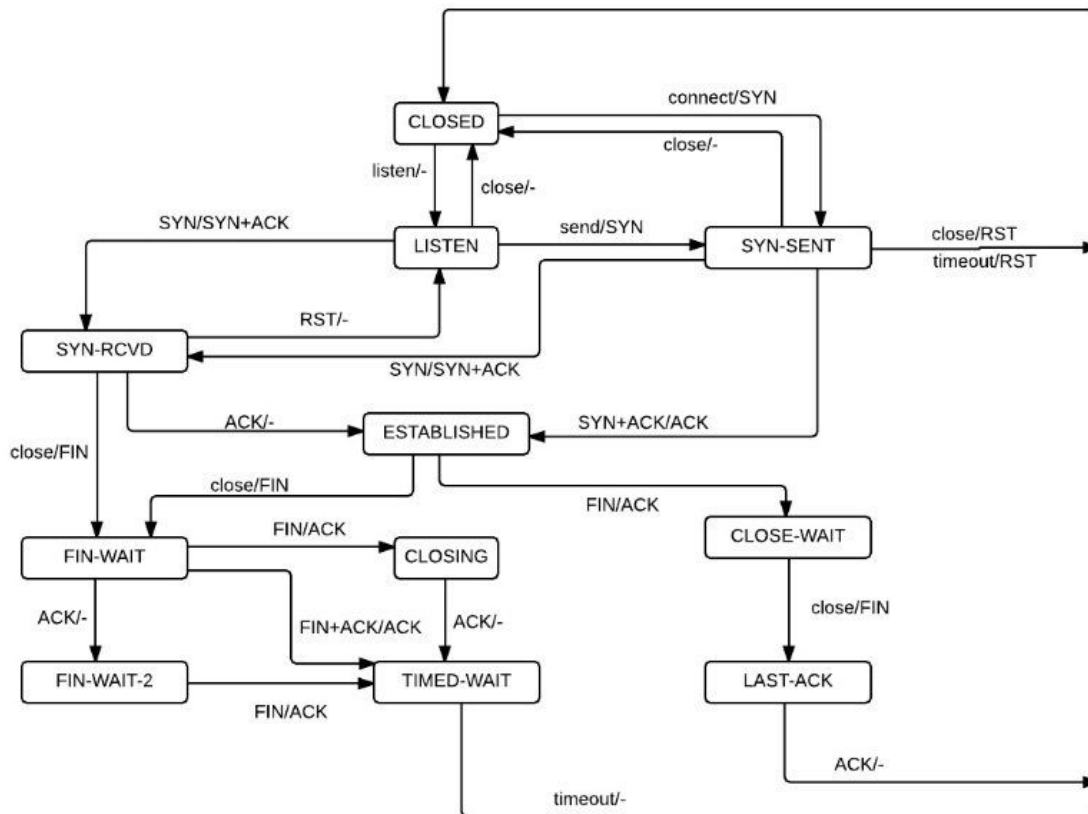 connect/SYN
CLOSED
close/-
listen/-
close/-
SYN/SYN+ACK
send/SYN
LISTEN
SYN-SENT
close/RST
timeout/RST
RST/-
SYN-RCVD
SYN/SYN+ACK
ACK/-
ESTABLISHED
SYN+ACK/ACK
close/FIN
close/FIN
FIN/ACK
FIN/ACK
FIN-WAIT
CLOSING
CLOSE-WAIT
ACK/-
FIN+ACK/ACK
ACK/-
close/FIN
FIN-WAIT-2
TIMED-WAIT
LAST-ACK
FIN/ACK
ACK/-
timeout/-